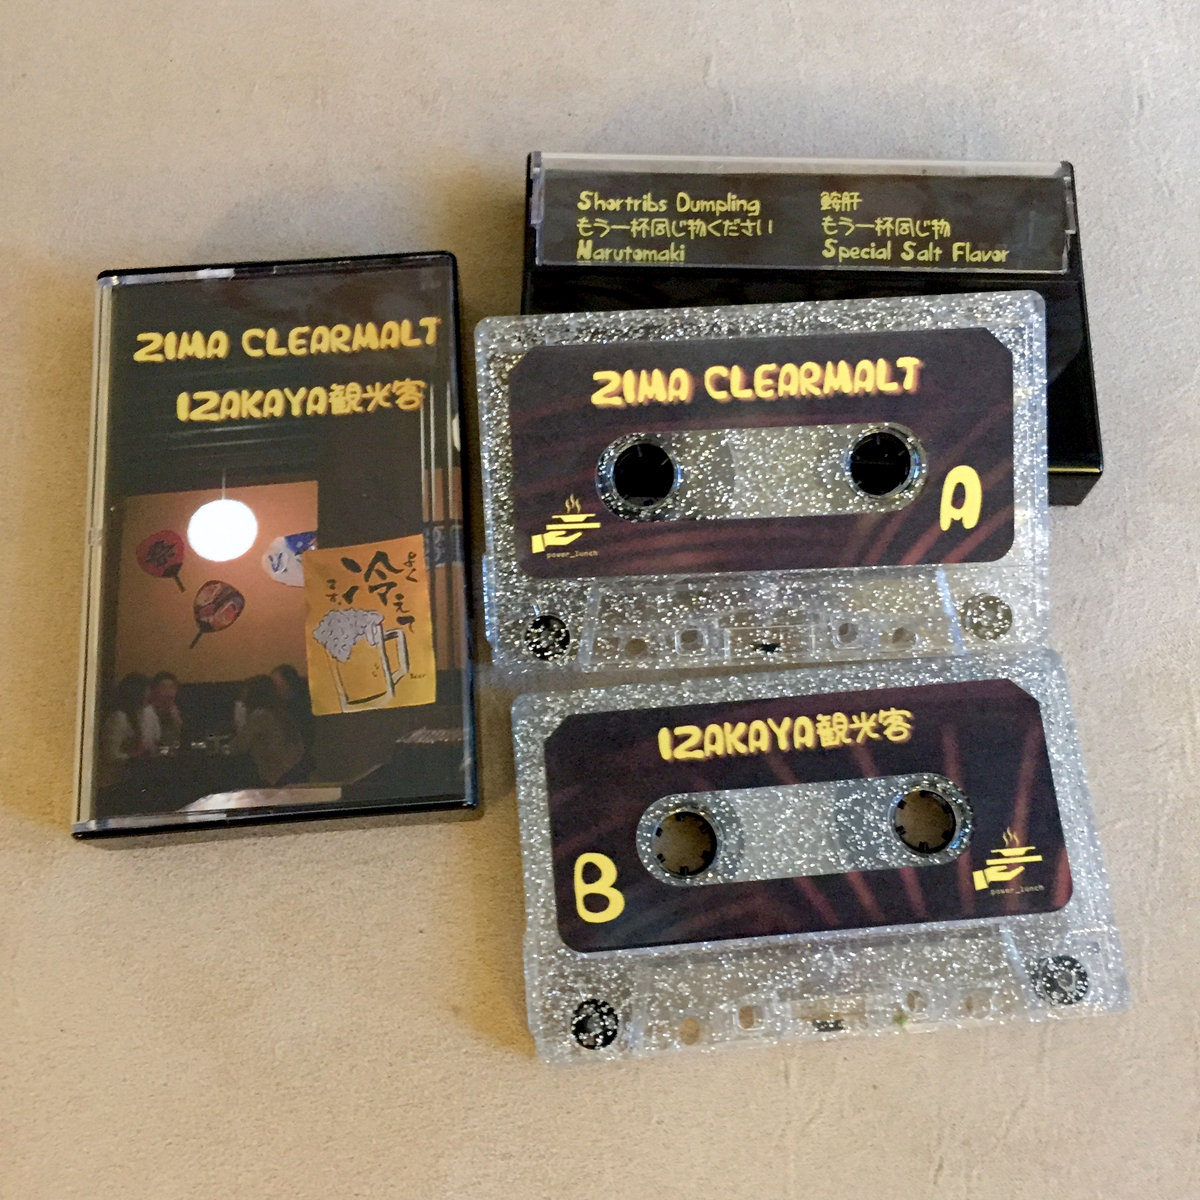 ZIMA CLEARMALT
IZAKAYA観光客
よく
冷えて
ます。
Beer
Shortribs Dumpling
もう一杯同じ物ください
Narutomaki
鮟肝
もう一杯同じ物
Special Salt Flavor
ZIMA CLEARMALT
A
power_lunch
IZAKAYA観光客
B
power_lunch